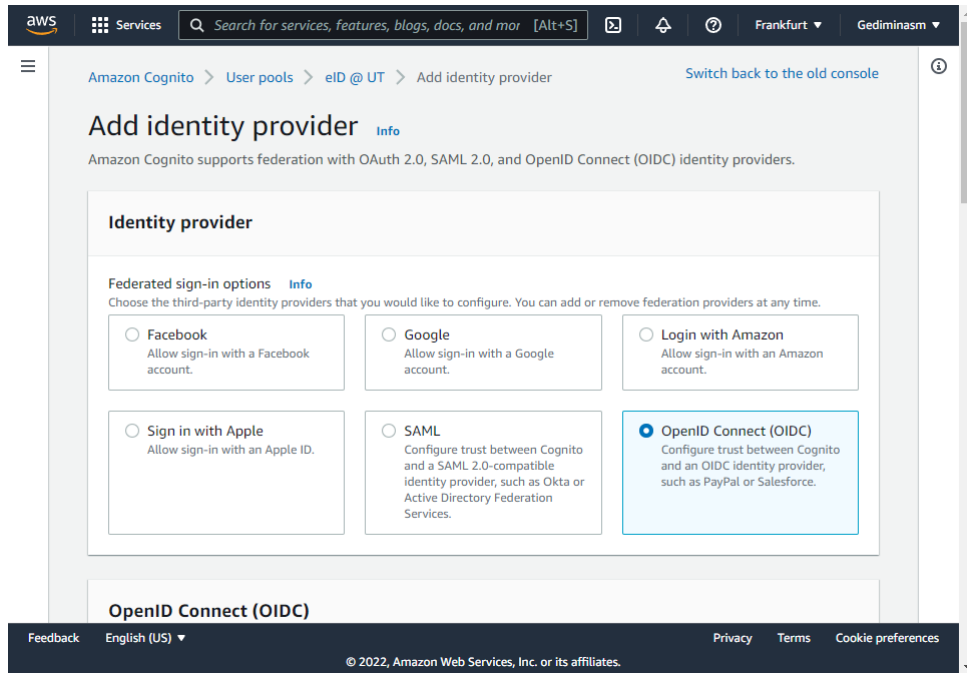 aws Services Search for services, features, blogs, docs, and mor [Alt+S] Frankfurt ▼ Gediminasm ▼
Amazon Cognito > User pools > eID @ UT > Add identity provider
Switch back to the old console
Add identity provider Info
Amazon Cognito supports federation with OAuth 2.0, SAML 2.0, and OpenID Connect (OIDC) identity providers.
Identity provider
Federated sign-in options Info
Choose the third-party identity providers that you would like to configure. You can add or remove federation providers at any time.
Facebook
Allow sign-in with a Facebook
account.
Google
Allow sign-in with a Google
account.
Login with Amazon
Allow sign-in with an Amazon
account.
Sign in with Apple
Allow sign-in with an Apple ID.
SAML
Configure trust between Cognito
and a SAML 2.0-compatible
identity provider, such as Okta or
Active Directory Federation
Services.
OpenID Connect (OIDC)
Configure trust between Cognito
and an OIDC identity provider,
such as PayPal or Salesforce.
OpenID Connect (OIDC)
Feedback English (US) ▼ Privacy Terms Cookie preferences
© 2022, Amazon Web Services, Inc. or its affiliates.